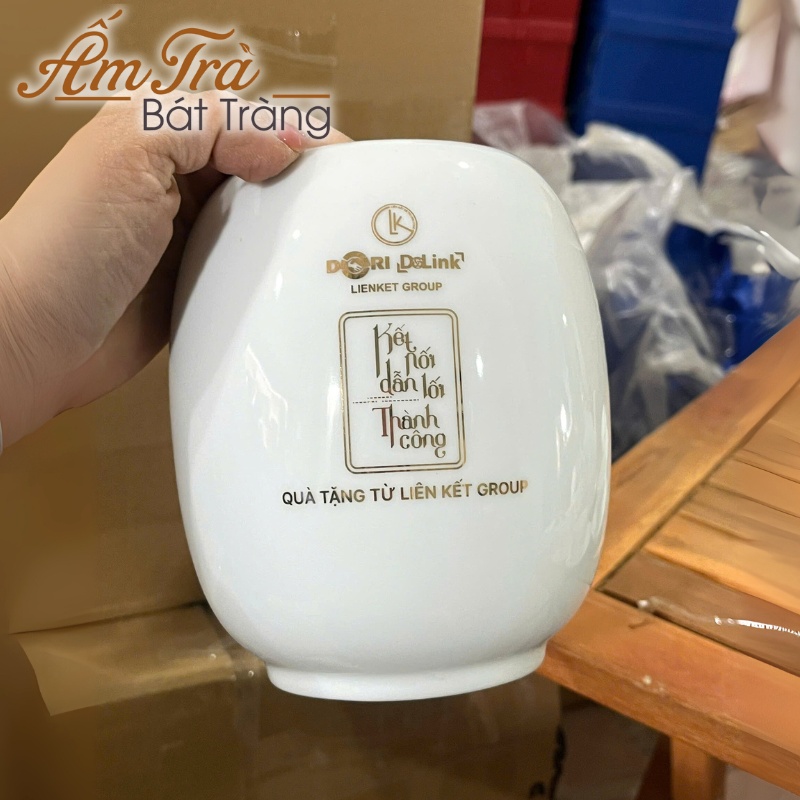 Ấm Trà
Bát Tràng
LK
DORI DoLink
LIENKET GROUP
Kết
nối
dẫn lối
Thành
công
QUÀ TẶNG TỪ LIÊN KẾT GROUP